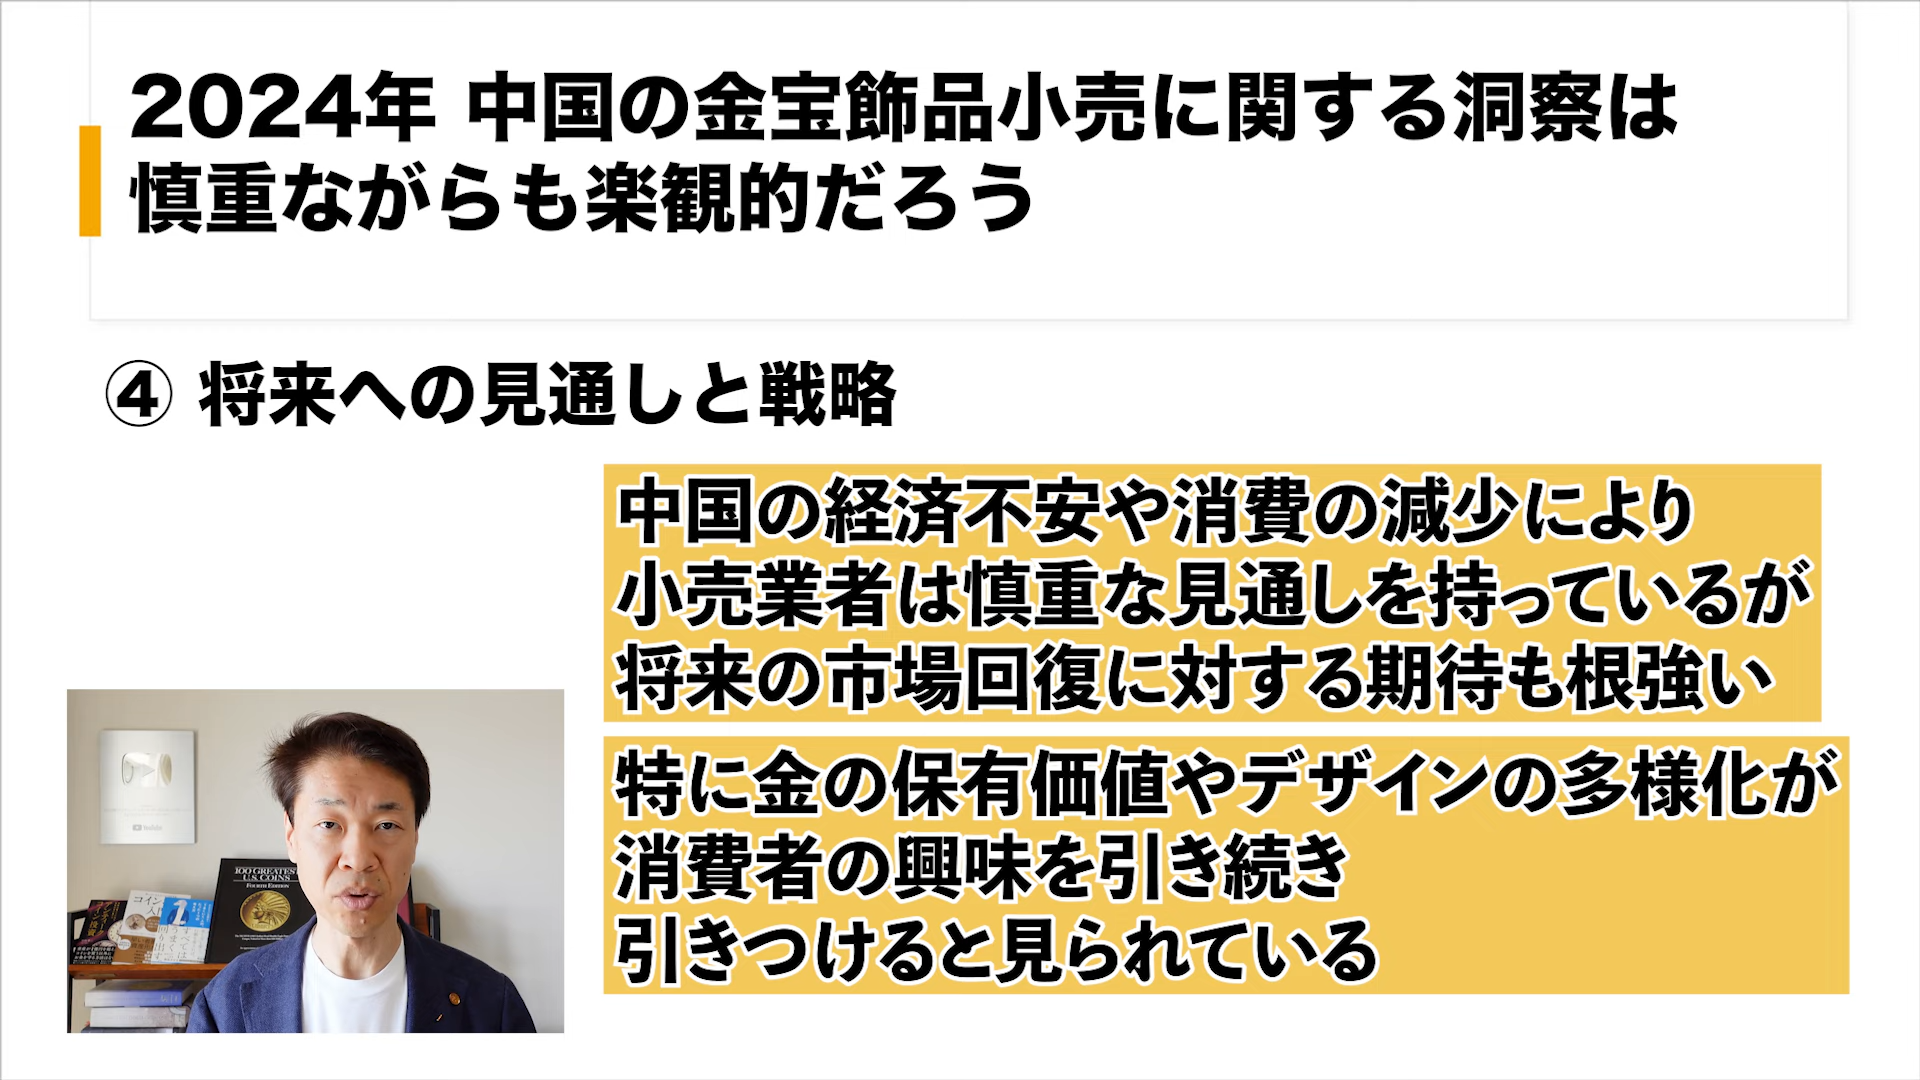 2024年 中国の金宝飾品小売に関する洞察は
慎重ながらも楽観的だろう
④ 将来への見通しと戦略
中国の経済不安や消費の減少により
小売業者は慎重な見通しを持っているが
将来の市場回復に対する期待も根強い
特に金の保有価値やデザインの多様化が
消費者の興味を引き続き
引きつけると見られている
YouTube
100 GREATEST
U.S. COINS
FOURTH EDITION